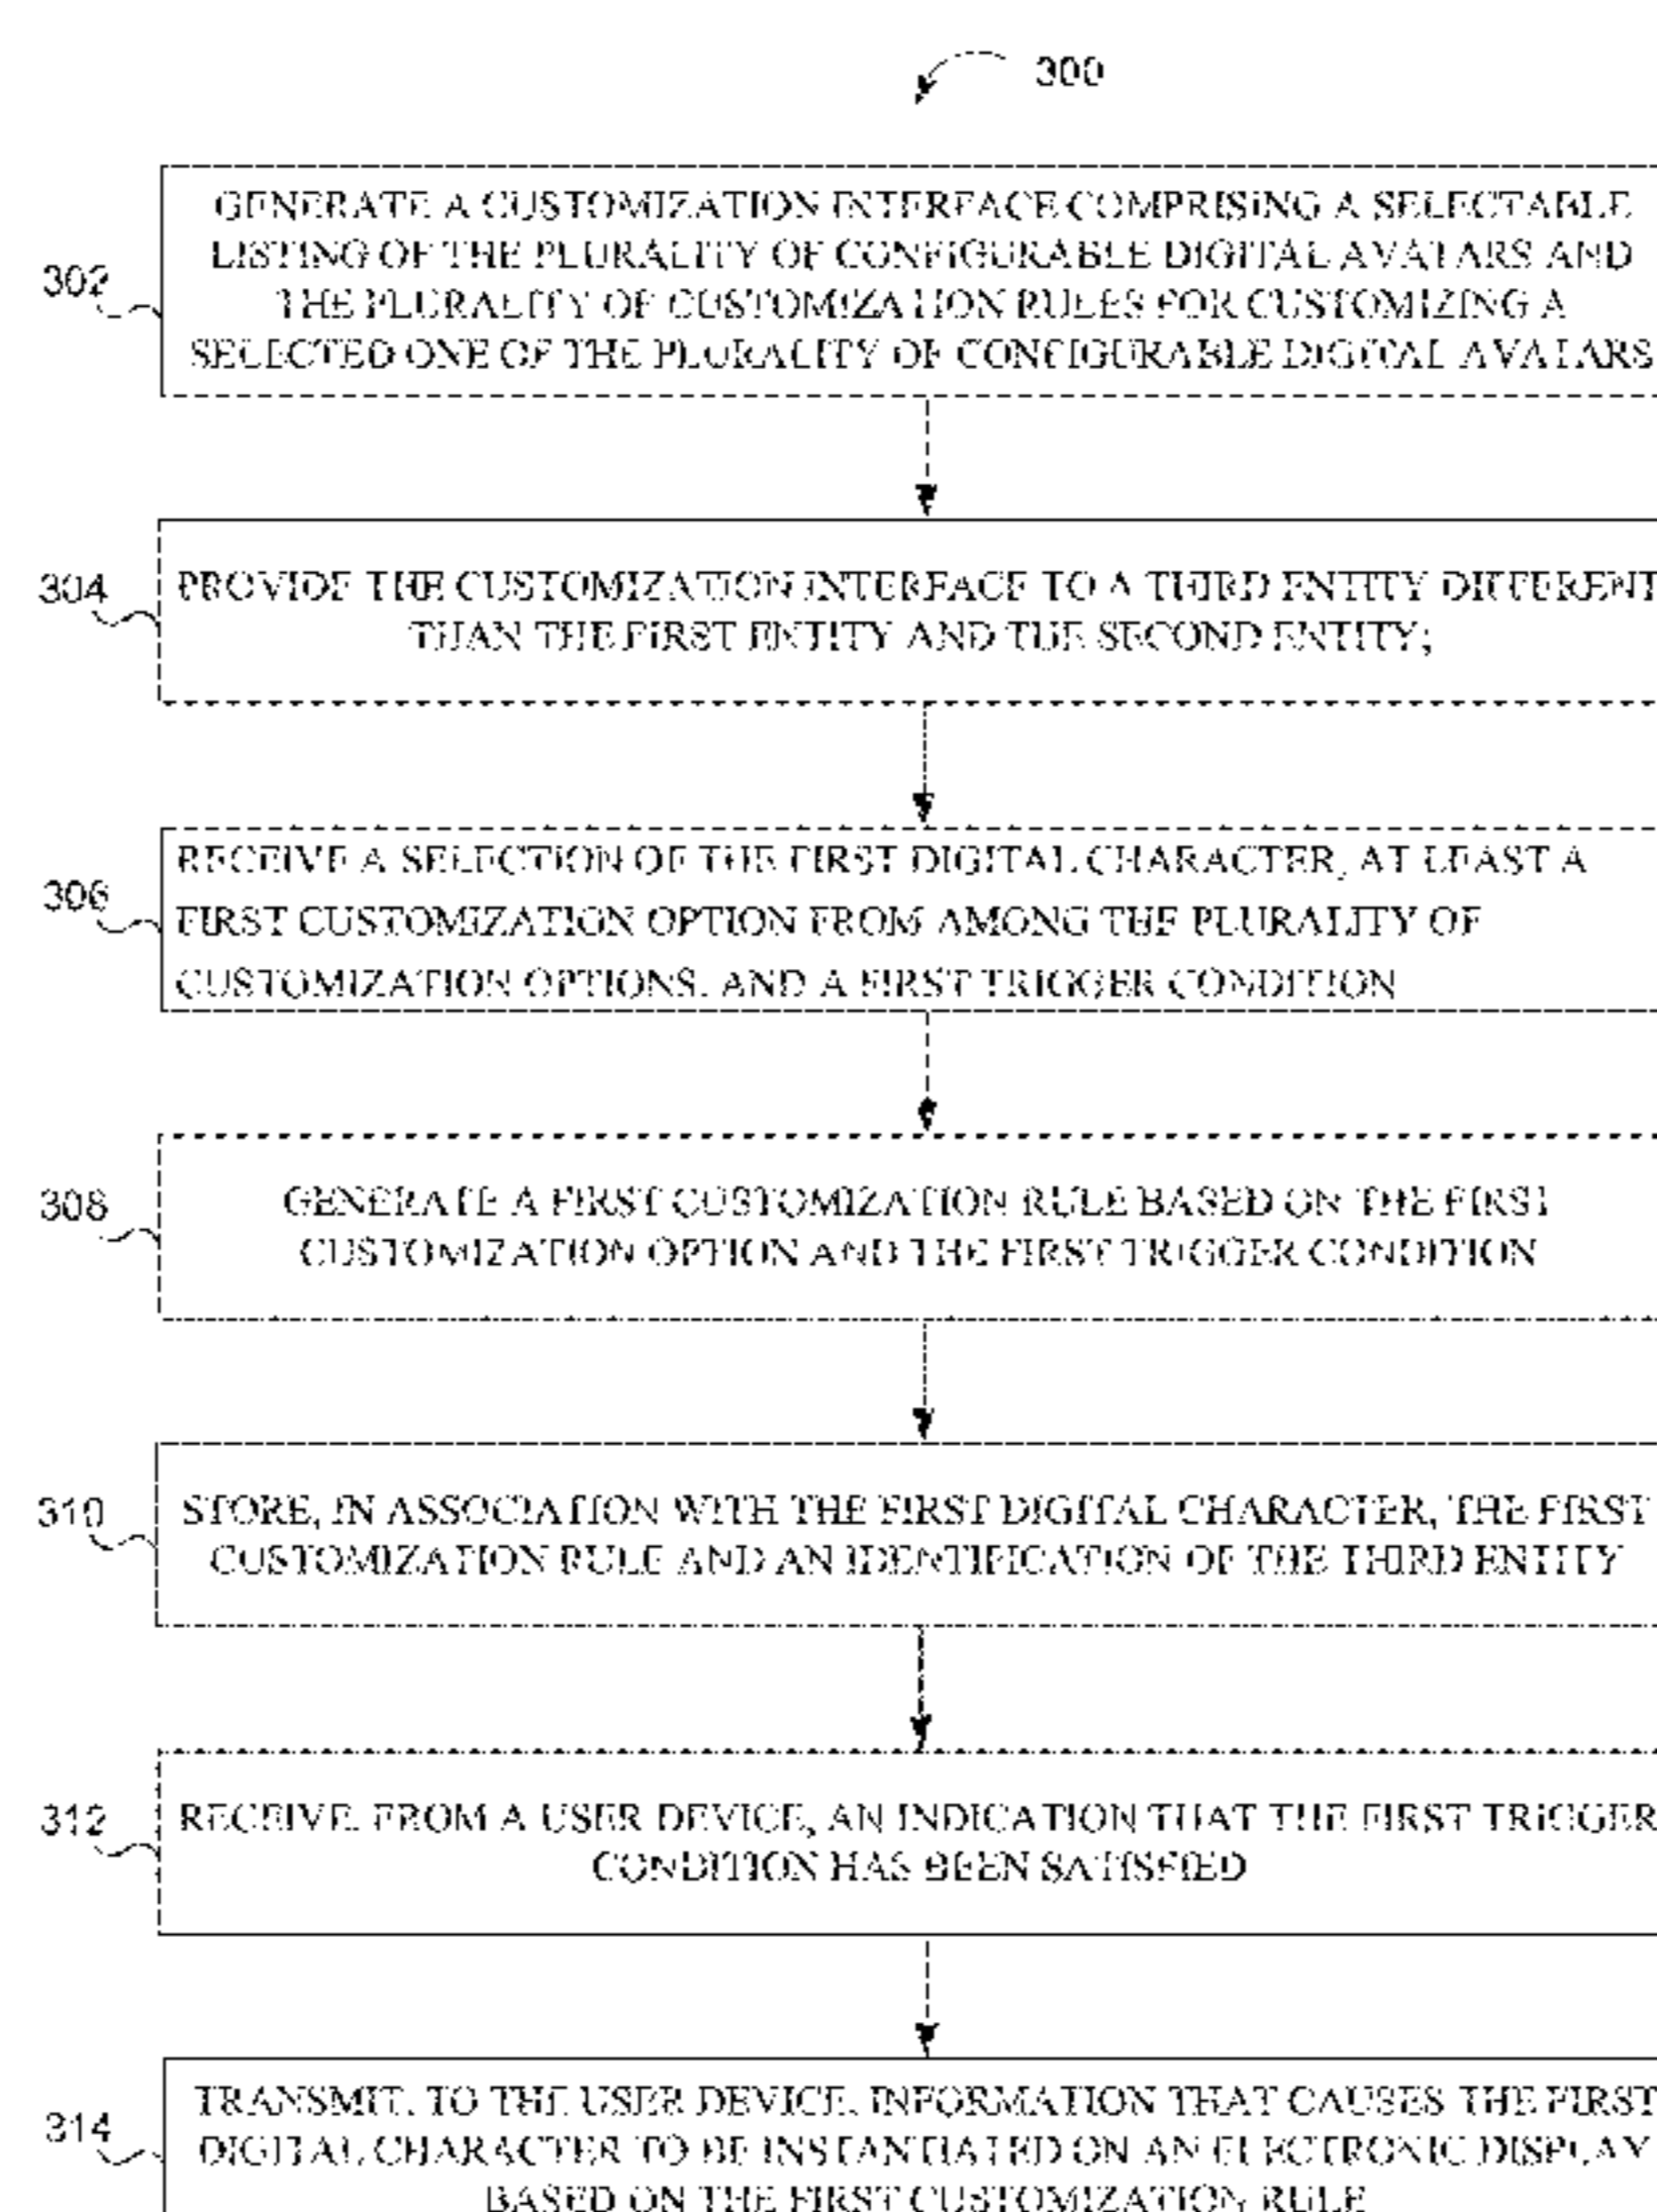 300
302
GENERATE A CUSTOMIZATION INTERFACE COMPRISING A SELECTABLE
LISTING OF THE PLURALITY OF CONFIGURABLE DIGITAL AVATARS AND
THE PLURALITY OF CUSTOMIZATION RULES FOR CUSTOMIZING A
SELECTED ONE OF THE PLURALITY OF CONFIGURABLE DIGITAL AVATARS
304
PROVIDE THE CUSTOMIZATION INTERFACE TO A THIRD ENTITY DIFFERENT
THAN THE FIRST ENTITY AND THE SECOND ENTITY;
306
RECEIVE A SELECTION OF THE FIRST DIGITAL CHARACTER, AT LEAST A
FIRST CUSTOMIZATION OPTION FROM AMONG THE PLURALITY OF
CUSTOMIZATION OPTIONS, AND A FIRST TRIGGER CONDITION
308
GENERATE A FIRST CUSTOMIZATION RULE BASED ON THE FIRST
CUSTOMIZATION OPTION AND THE FIRST TRIGGER CONDITION
310
STORE, IN ASSOCIATION WITH THE FIRST DIGITAL CHARACTER, THE FIRST
CUSTOMIZATION RULE AND AN IDENTIFICATION OF THE THIRD ENTITY
312
RECEIVE, FROM A USER DEVICE, AN INDICATION THAT THE FIRST TRIGGER
CONDITION HAS BEEN SATISFIED
314
TRANSMIT, TO THE USER DEVICE, INFORMATION THAT CAUSES THE FIRST
DIGITAL CHARACTER TO BE INSTANTIATED ON AN ELECTRONIC DISPLAY
BASED ON THE FIRST CUSTOMIZATION RULE